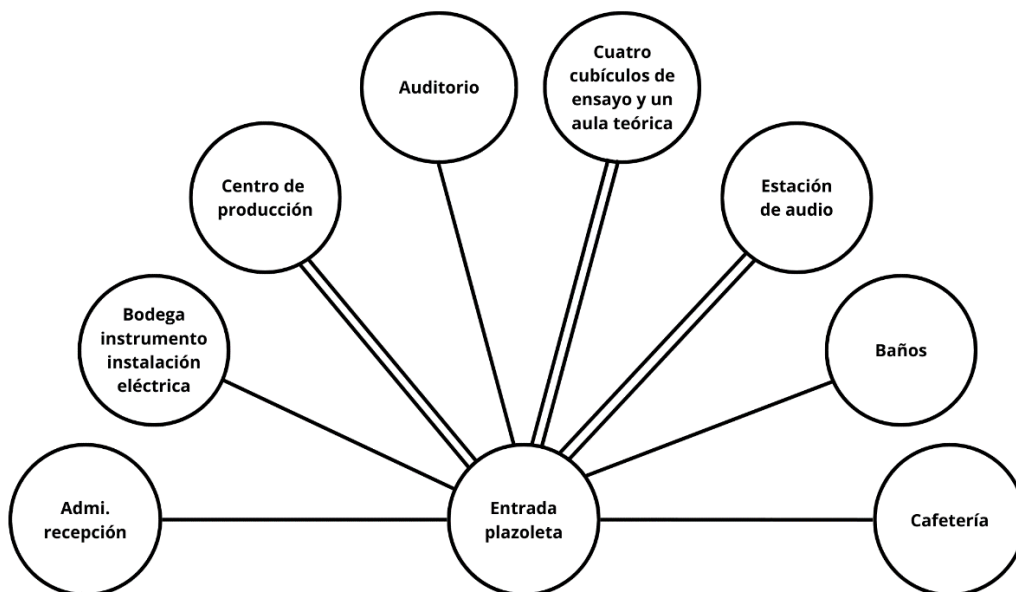 Cuatro
cubículos de
ensayo y un
aula teórica
Auditorio
Centro de
producción
Estación
de audio
Bodega
instrumento
instalación
eléctrica
Baños
Admi.
recepción
Entrada
plazoleta
Cafetería